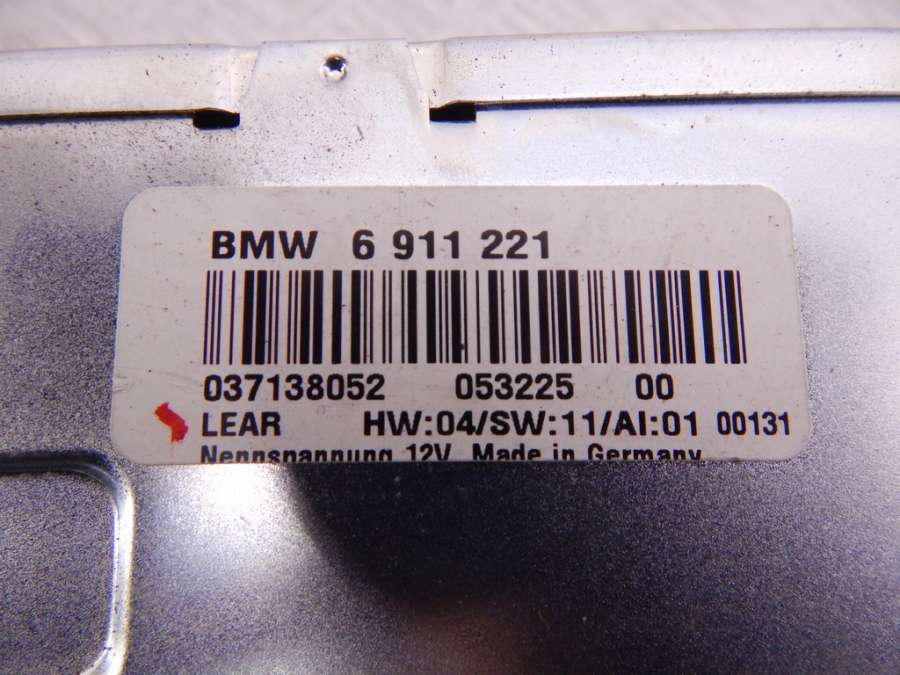 BMW 6 911 221
037138052 053225 00
LEAR HW:04/SW:11/AI:01 00131
Nennspannung 12V Made in Germany